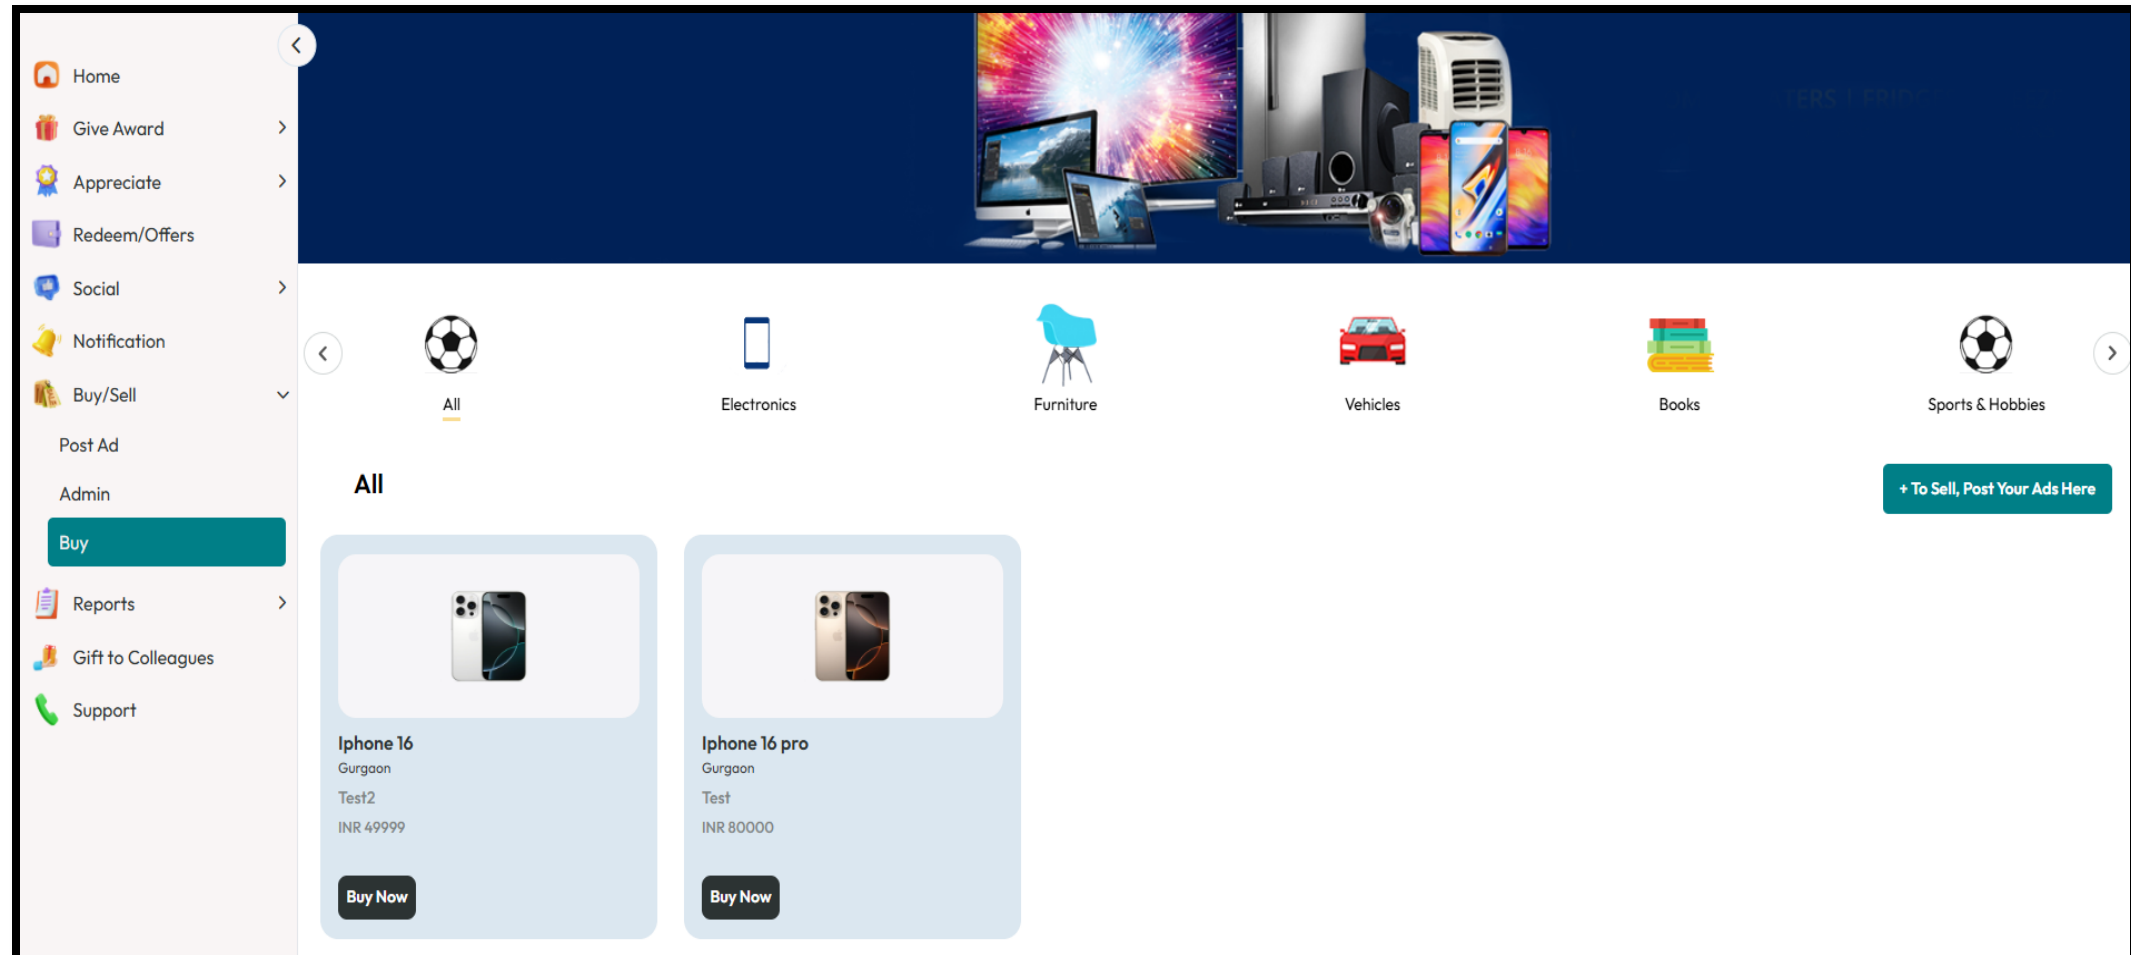 Home
Give Award
Appreciate
Redeem/Offers
Social
Notification
Buy/Sell
Post Ad
Admin
Buy
Reports
Gift to Colleagues
Support
TERS | FRIDGE
All
Electronics
Furniture
Vehicles
Books
Sports & Hobbies
All
+ To Sell, Post Your Ads Here
Iphone 16
Gurgaon
Test2
INR 49999
Buy Now
Iphone 16 pro
Gurgaon
Test
INR 80000
Buy Now